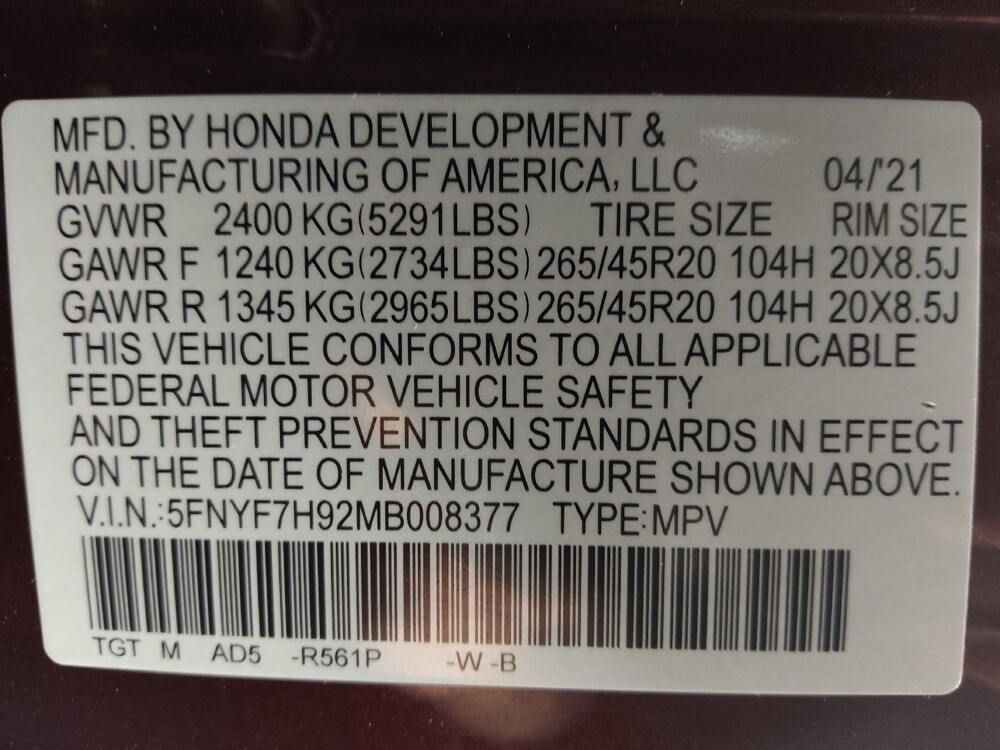 MFD. BY HONDA DEVELOPMENT &
MANUFACTURING OF AMERICA, LLC 04/'21
GVWR 2400 KG(5291LBS) TIRE SIZE RIM SIZE
GAWR F 1240 KG(2734LBS) 265/45R20 104H 20X8.5J
GAWR R 1345 KG(2965LBS) 265/45R20 104H 20X8.5J
THIS VEHICLE CONFORMS TO ALL APPLICABLE
FEDERAL MOTOR VEHICLE SAFETY
AND THEFT PREVENTION STANDARDS IN EFFECT
ON THE DATE OF MANUFACTURE SHOWN ABOVE.
V.I.N.:5FNYF7H92MB008377 TYPE:MPV
TGT M AD5 -R561P -W -B